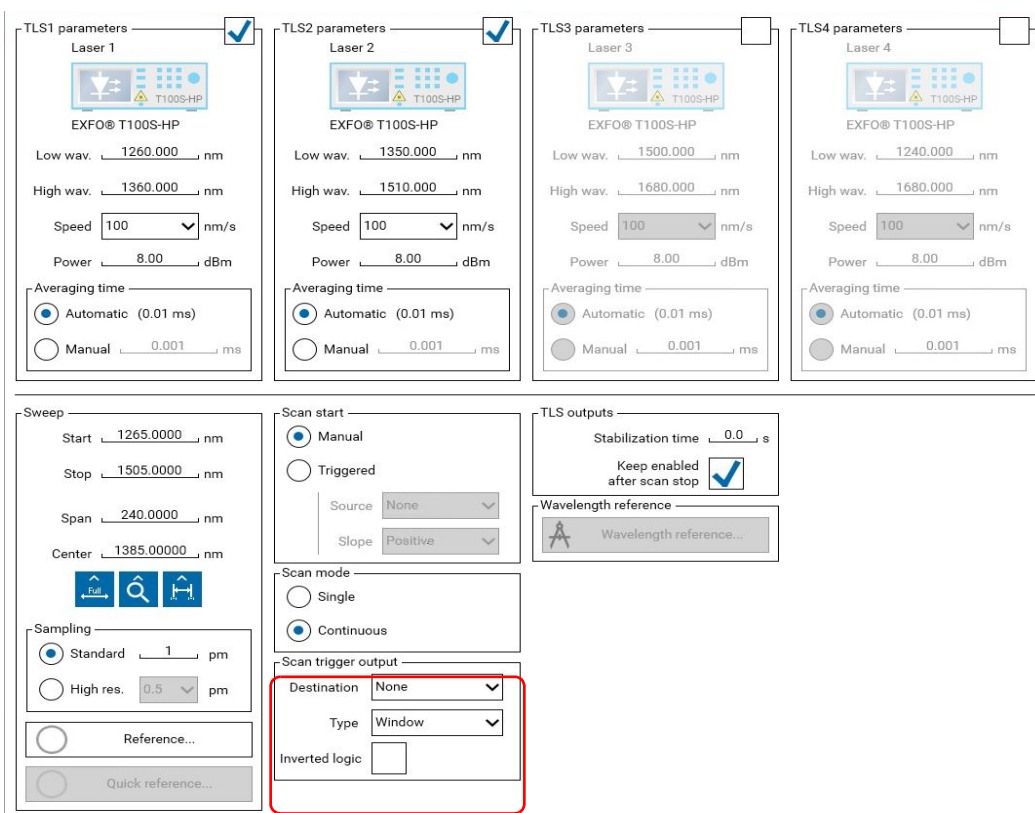 TLS1 parameters
Laser 1
T100S-HP
EXFO® T100S-HP
Low wav. 1260.000 nm
High wav. 1360.000 nm
Speed 100 nm/s
Power 8.00 dBm
Averaging time
Automatic (0.01 ms)
Manual 0.001 ms
TLS2 parameters
Laser 2
T100S-HP
EXFO® T100S-HP
Low wav. 1350.000 nm
High wav. 1510.000 nm
Speed 100 nm/s
Power 8.00 dBm
Averaging time
Automatic (0.01 ms)
Manual 0.001 ms
TLS3 parameters
Laser 3
T100S-HP
EXFO® T100S-HP
Low wav. 1500.000 nm
High wav. 1680.000 nm
Speed 100 nm/s
Power 8.00 dBm
Averaging time
Automatic (0.01 ms)
Manual 0.001 ms
TLS4 parameters
Laser 4
T100S-HP
EXFO® T100S-HP
Low wav. 1240.000 nm
High wav. 1680.000 nm
Speed 100 nm/s
Power 8.00 dBm
Averaging time
Automatic (0.01 ms)
Manual 0.001 ms
Sweep
Start 1265.0000 nm
Stop 1505.0000 nm
Span 240.0000 nm
Center 1385.00000 nm
Full
Sampling
Standard 1 pm
High res. 0.5 pm
Reference...
Quick reference...
Scan start
Manual
Triggered
Source None
Slope Positive
Scan mode
Single
Continuous
Scan trigger output
Destination None
Type Window
Inverted logic
TLS outputs
Stabilization time 0.0 s
Keep enabled
after scan stop
Wavelength reference
Wavelength reference...